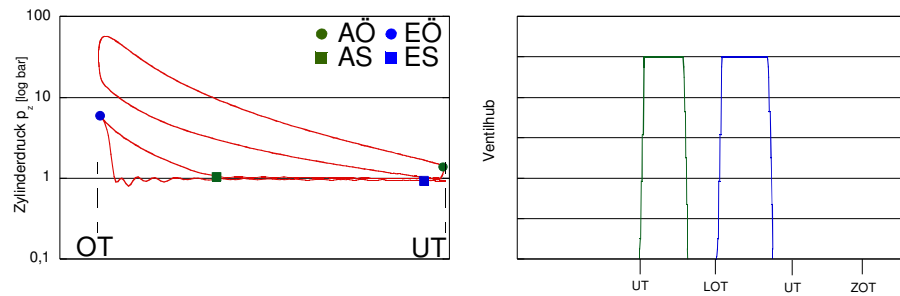 100
AÖ EÖ
AS ES
10
1
0,1
Zylinderdruck p z [log bar]
OT UT
Ventilhub
UT LOT UT ZOT